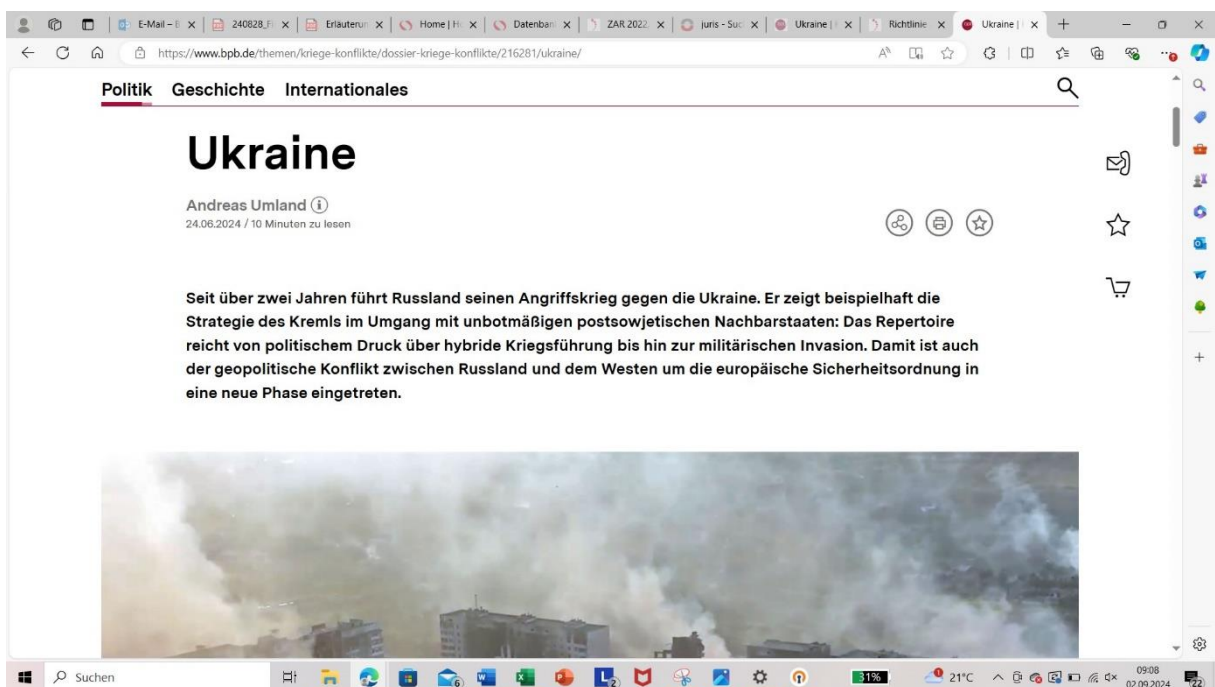 E-Mail – E
240828_Fi
Erläuterun
Home | H
Datenban
ZAR 2022,
juris - Suc
Ukraine | 
Richtlinie
Ukraine |
https://www.bpb.de/themen/kriege-konflikte/dossier-kriege-konflikte/216281/ukraine/
Politik Geschichte Internationales
Ukraine
Andreas Umland
24.06.2024 / 10 Minuten zu lesen
Seit über zwei Jahren führt Russland seinen Angriffskrieg gegen die Ukraine. Er zeigt beispielhaft die
Strategie des Kremls im Umgang mit unbotmäßigen postsowjetischen Nachbarstaaten: Das Repertoire
reicht von politischem Druck über hybride Kriegsführung bis hin zur militärischen Invasion. Damit ist auch
der geopolitische Konflikt zwischen Russland und dem Westen um die europäische Sicherheitsordnung in
eine neue Phase eingetreten.
Suchen
31%
21°C
09:08
02.09.2024
22